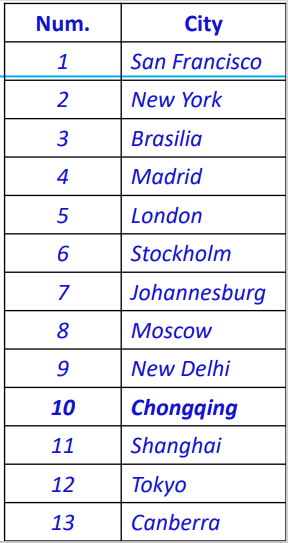 Num. City
1 San Francisco
2 New York
3 Brasilia
4 Madrid
5 London
6 Stockholm
7 Johannesburg
8 Moscow
9 New Delhi
10 Chongqing
11 Shanghai
12 Tokyo
13 Canberra